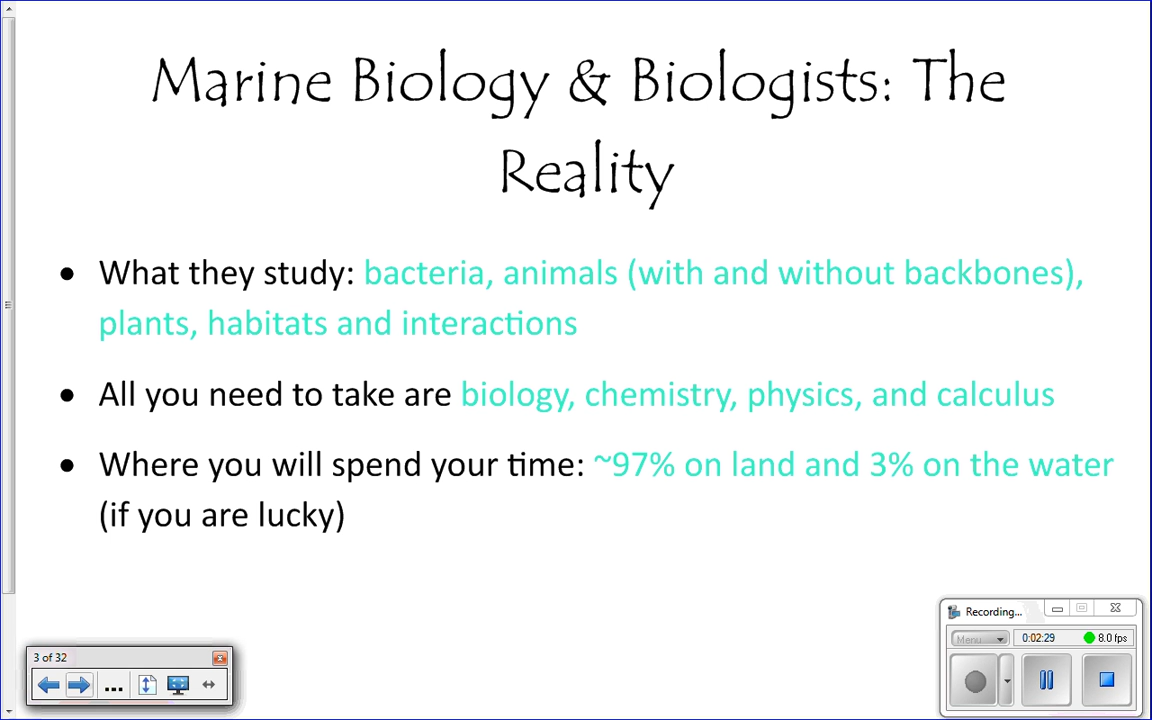 Marine Biology & Biologists: The
Reality
• What they study: bacteria, animals (with and without backbones),
plants, habitats and interactions
• All you need to take are biology, chemistry, physics, and calculus
• Where you will spend your time: ~97% on land and 3% on the water
(if you are lucky)
Recording...
Menu
0:02:29
8.0 fps
3 of 32
...